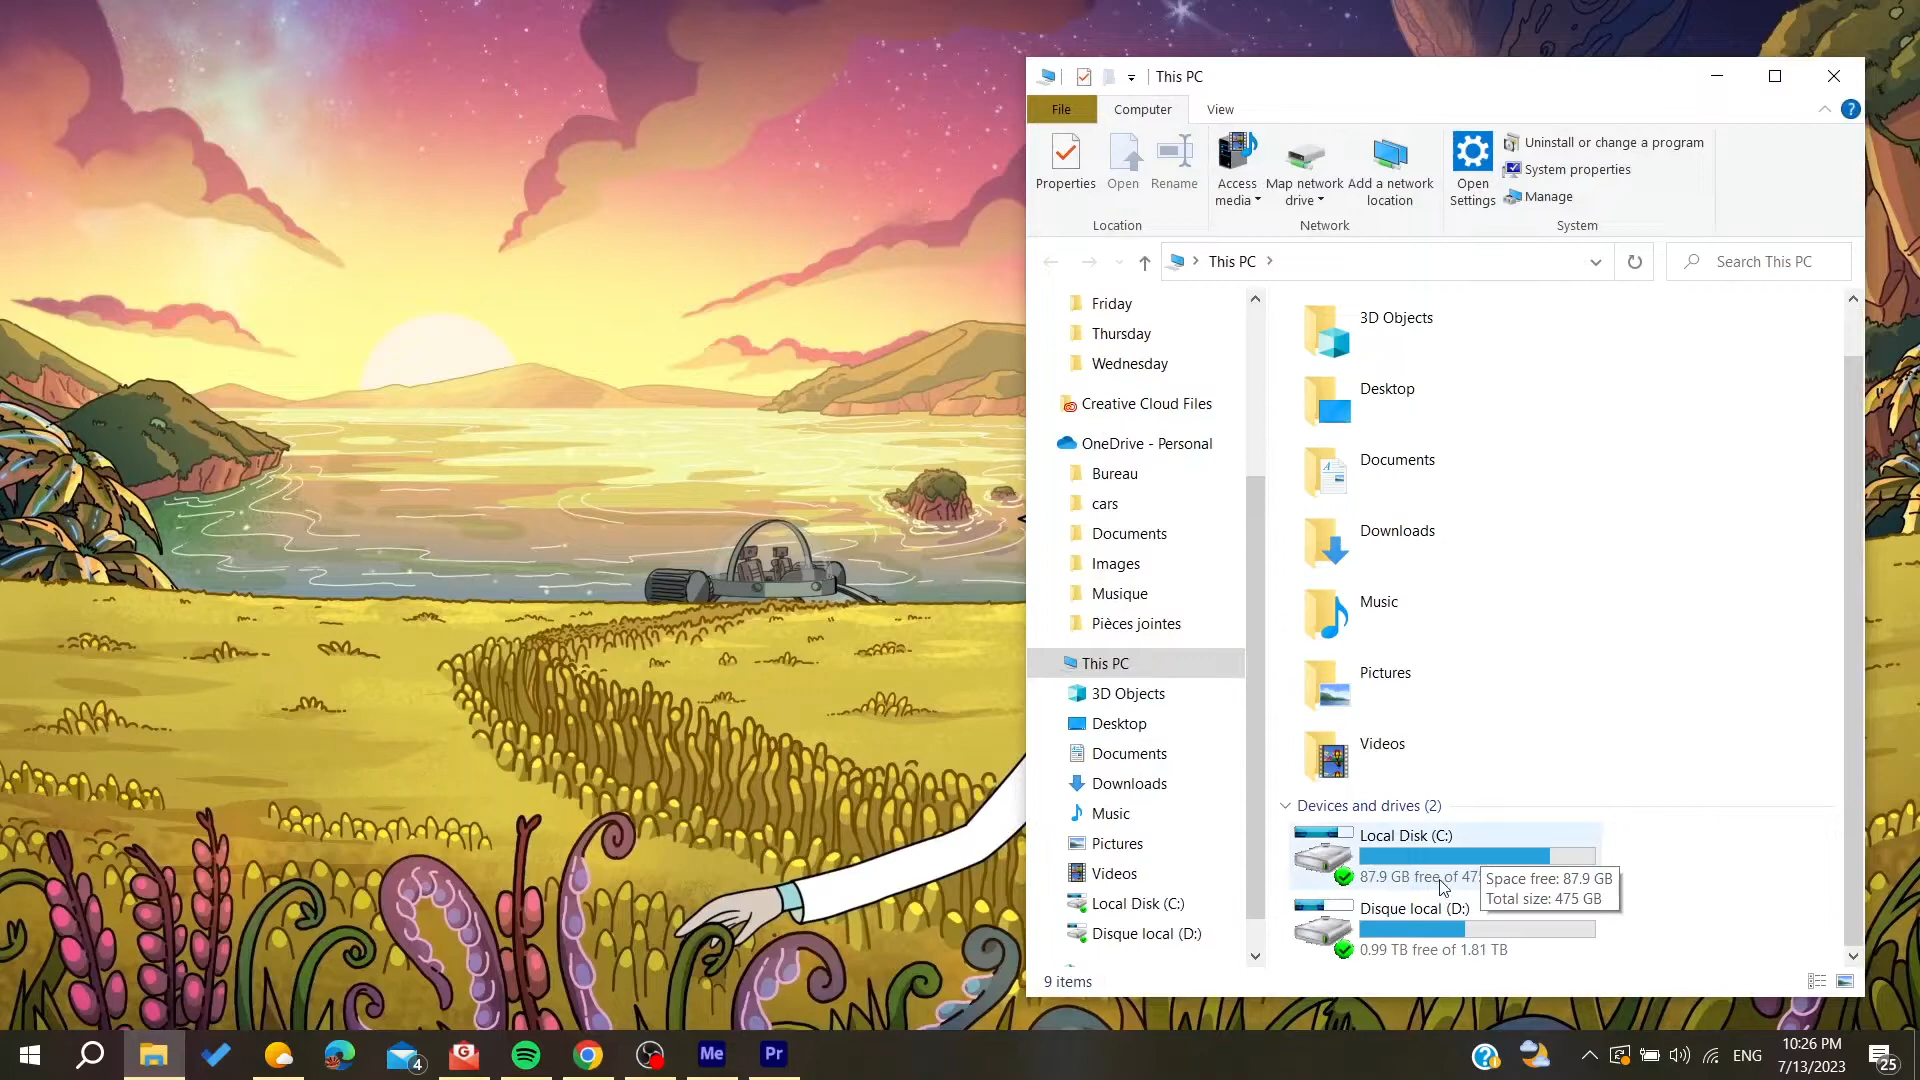 This PC
File
Computer
View
Properties
Open
Rename
Access media
Map network drive
Add a network location
Open Settings
Uninstall or change a program
System properties
Manage
Location
Network
System
This PC
Search This PC
Friday
Thursday
Wednesday
Creative Cloud Files
OneDrive - Personal
Bureau
cars
Documents
Images
Musique
Pièces jointes
This PC
3D Objects
Desktop
Documents
Downloads
Music
Pictures
Videos
Local Disk (C:)
Disque local (D:)
3D Objects
Desktop
Documents
Downloads
Music
Pictures
Videos
Devices and drives (2)
Local Disk (C:)
87.9 GB free of 47
Space free: 87.9 GB
Total size: 475 GB
Disque local (D:)
0.99 TB free of 1.81 TB
9 items
4
G
Me
Pr
ENG
10:26 PM
7/13/2023
25